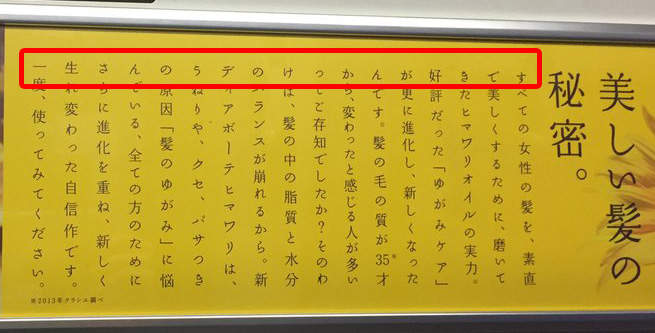 美しい髪の
秘密。
すべての女性の髪を、素直
で美しくするために、磨いて
きたヒマワリオイルの実力。
好評だった「ゆがみケア」
が更に進化し、新しくなった
んです。髪の毛の質が35※才
から、変わったと感じる人が多い
ってご存知でしたか?そのわ
けは、髪の中の脂質と水分
のバランスが崩れるから。新
ディアボーテヒマワリは、
うねりや、クセ、パサつき
の原因「髪のゆがみ」に悩
んでいる、全ての方のために
さらに進化を重ね、新しく
生れ変わった自信作です。
一度、使ってみてください。
※2013年クラシエ調べ